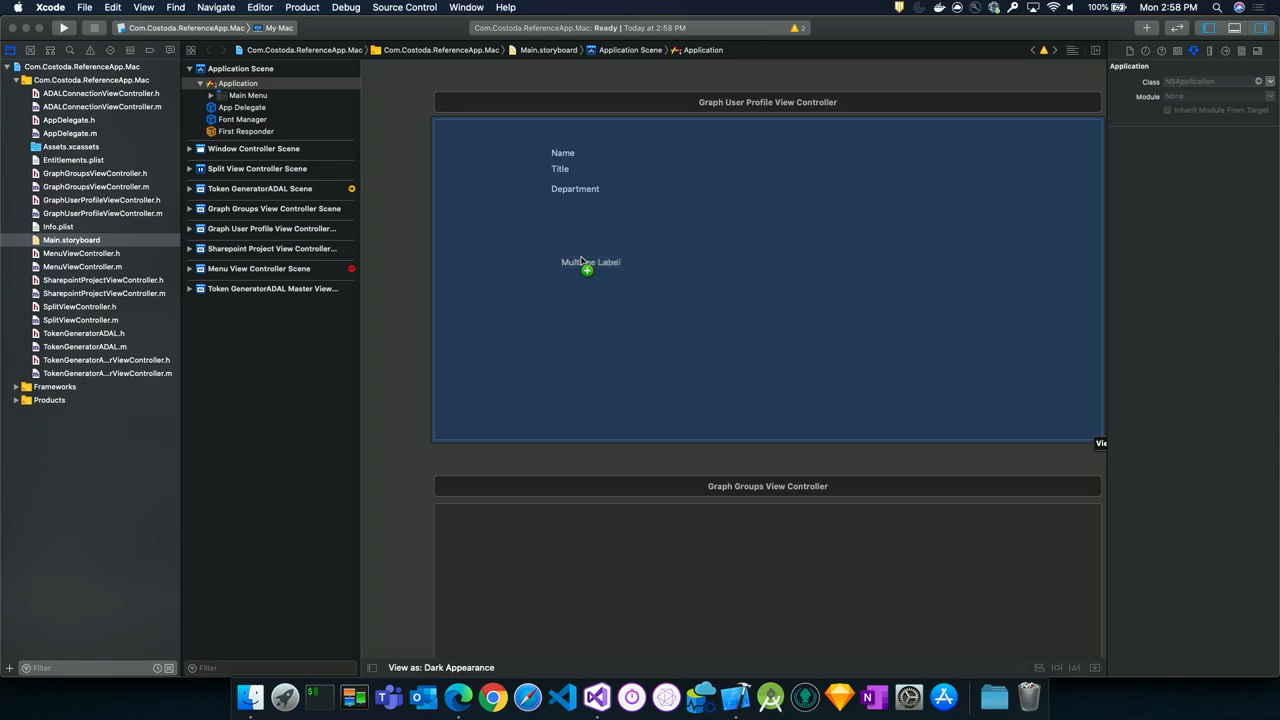 Xcode File Edit View Find Navigate Editor Product Debug Source Control Window Help 100% Mon 2:58 PM
Com.Costoda.ReferenceApp.Mac My Mac Com.Costoda.ReferenceApp.Mac: Ready | Today at 2:58 PM 2
Com.Costoda.ReferenceApp.Mac Com.Costoda.ReferenceApp.Mac Main.storyboard Application Scene Application
Com.Costoda.ReferenceApp.Mac
Com.Costoda.ReferenceApp.Mac
ADALConnectionViewController.h
ADALConnectionViewController.m
AppDelegate.h
AppDelegate.m
Assets.xcassets
Entitlements.plist
GraphGroupsViewController.h
GraphGroupsViewController.m
GraphUserProfileViewController.h
GraphUserProfileViewController.m
Info.plist
Main.storyboard
MenuViewController.h
MenuViewController.m
SharepointProjectViewController.h
SharepointProjectViewController.m
SplitViewController.h
SplitViewController.m
TokenGeneratorADAL.h
TokenGeneratorADAL.m
TokenGeneratorA...rViewController.h
TokenGeneratorA...rViewController.m
Frameworks
Products
Filter
Application Scene
Application
Main Menu
App Delegate
Font Manager
First Responder
Window Controller Scene
Split View Controller Scene
Token GeneratorADAL Scene
Graph Groups View Controller Scene
Graph User Profile View Controller...
Sharepoint Project View Controller...
Menu View Controller Scene
Token GeneratorADAL Master View...
Filter
Graph User Profile View Controller
Name
Title
Department
Label
Graph Groups View Controller
View as: Dark Appearance
Application
Class NSApplication
Module None
Inherit Module From Target